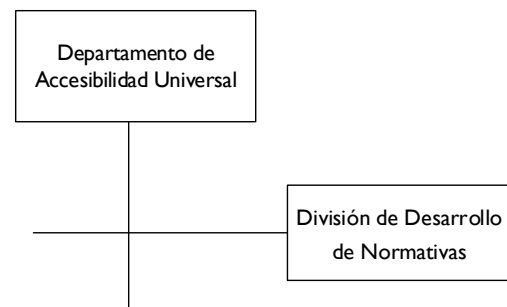 Departamento de
Accesibilidad Universal
División de Desarrollo
de Normativas